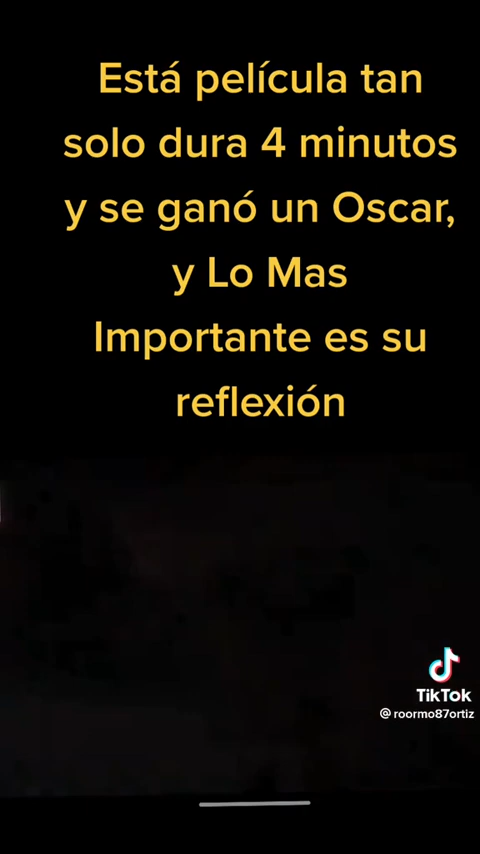 Está película tan
solo dura 4 minutos
y se ganó un Oscar,
y Lo Mas
Importante es su
reflexión
TikTok
@roormo87ortiz